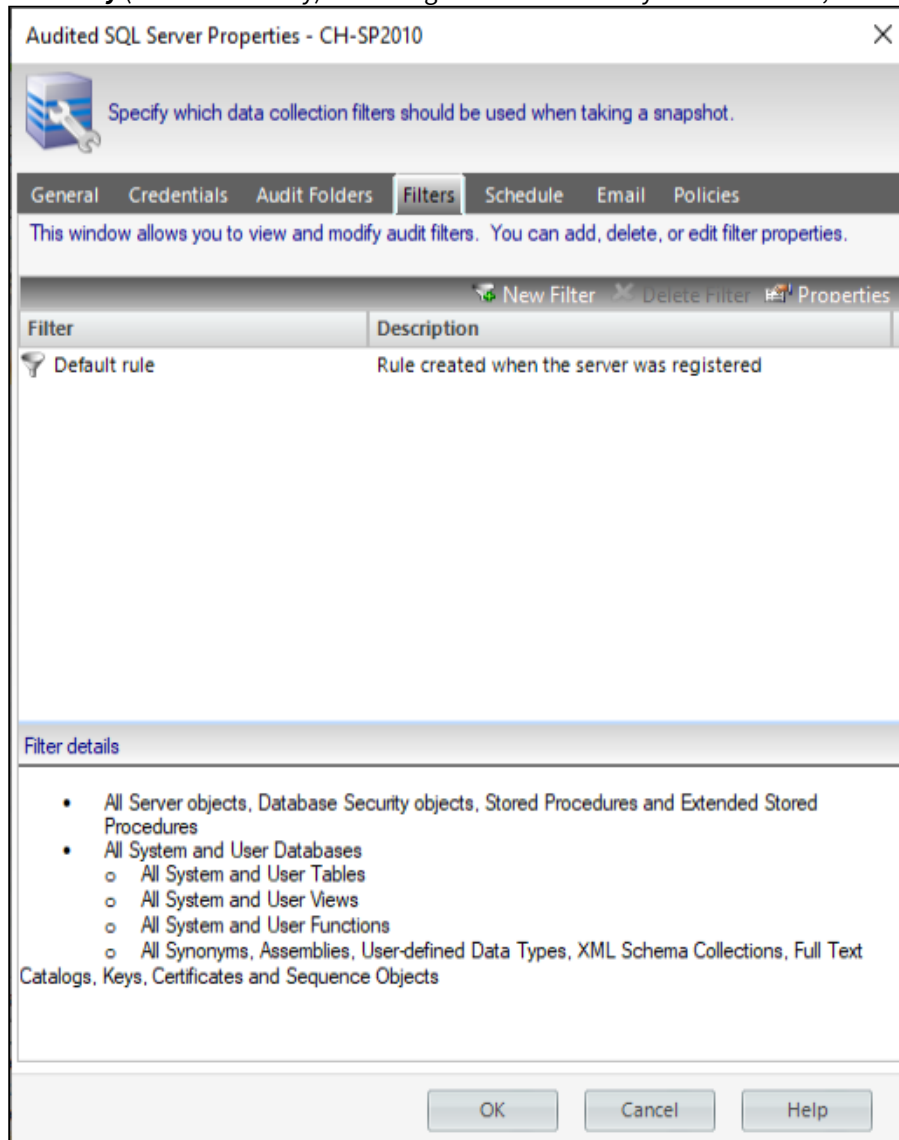 Audited SQL Server Properties - CH-SP2010
Specify which data collection filters should be used when taking a snapshot.
General Credentials Audit Folders Filters Schedule Email Policies
This window allows you to view and modify audit filters. You can add, delete, or edit filter properties.
New Filter Delete Filter Properties
Filter Description
Default rule Rule created when the server was registered
Filter details
• All Server objects, Database Security objects, Stored Procedures and Extended Stored
Procedures
• All System and User Databases
o All System and User Tables
o All System and User Views
o All System and User Functions
o All Synonyms, Assemblies, User-defined Data Types, XML Schema Collections, Full Text
Catalogs, Keys, Certificates and Sequence Objects
OK Cancel Help